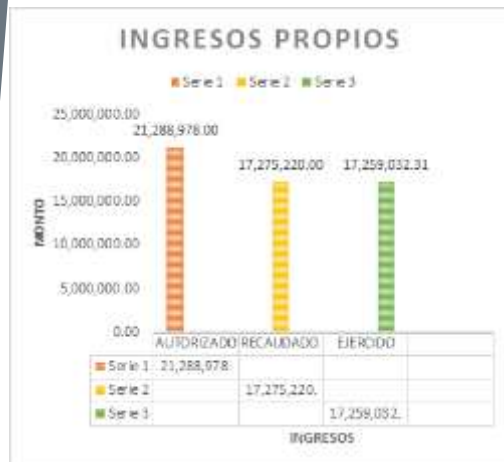 INGRESOS PROPIOS
Serie 1 Serie 2 Serie 3
25,000,000.00
21,288,978.00
20,000,000.00
17,275,220.00 17,259,032.31
15,000,000.00
10,000,000.00
5,000,000.00
0.00
MONTO
AUTORIZADO RECAUDADO EJERCIDO
Serie 1 21,288,978
Serie 2 17,275,220.
Serie 3 17,259,032.
INGRESOS